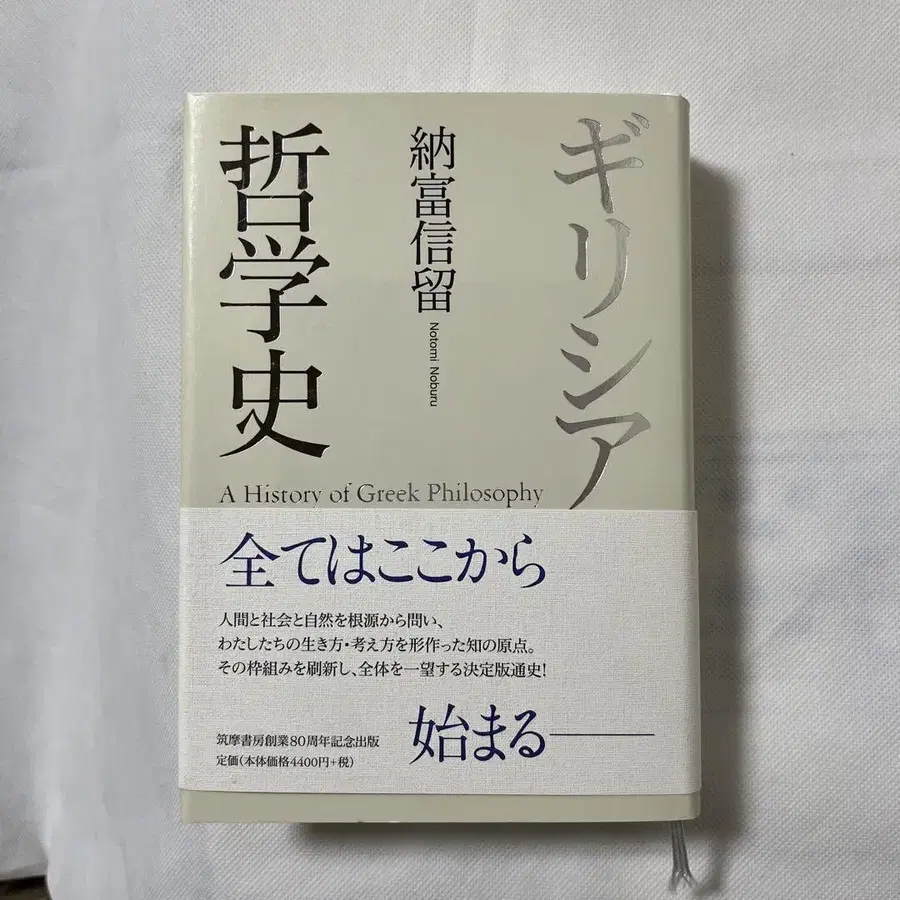 ギリシア
納富信留
Notomi Noburu
哲学史
A History of Greek Philosophy
全てはここから
人間と社会と自然を根源から問い、
わたしたちの生き方・考え方を形作った知の原点。
その枠組みを刷新し、全体を一望する決定版通史!
始まる――
筑摩書房創業80周年記念出版
定価(本体価格4400円+税)